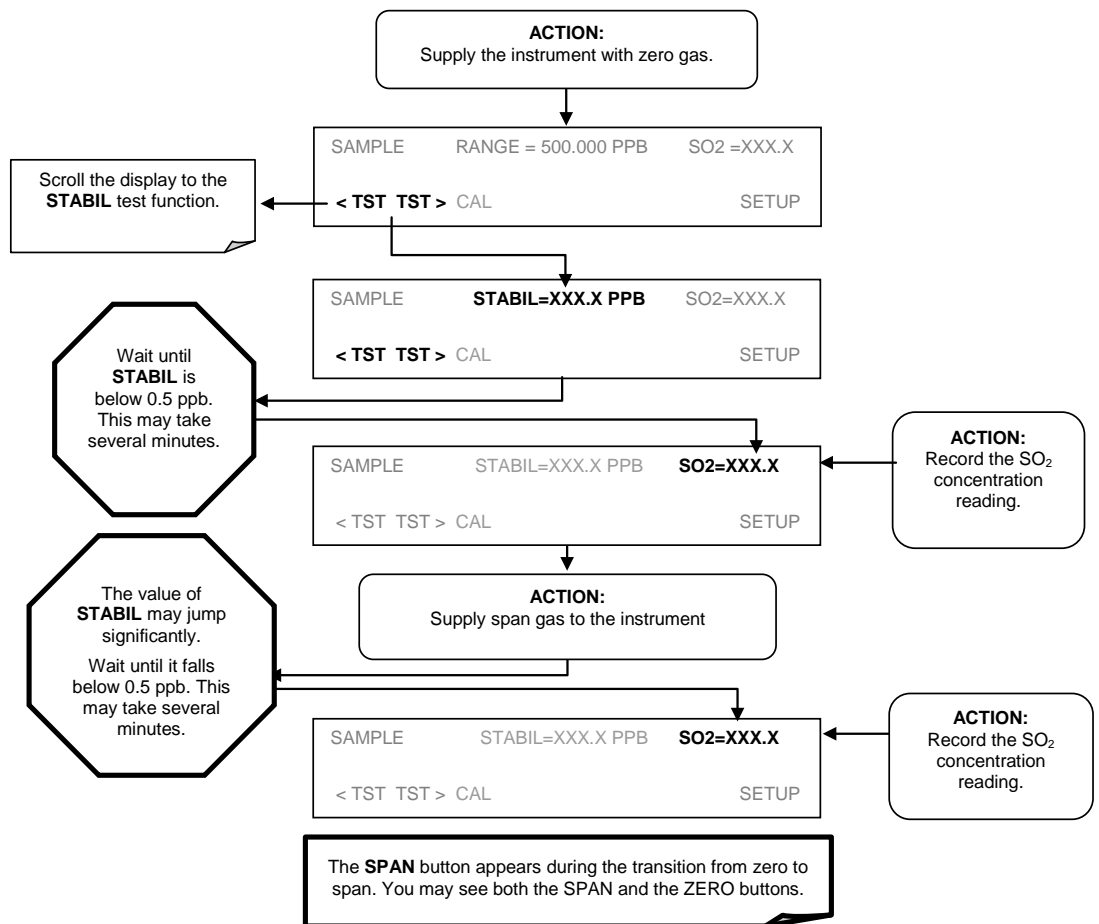 ACTION:
Supply the instrument with zero gas.
SAMPLE RANGE = 500.000 PPB SO2 =XXX.X
< TST TST > CAL SETUP
Scroll the display to the
STABIL test function.
SAMPLE STABIL=XXX.X PPB SO2=XXX.X
< TST TST > CAL SETUP
Wait until
STABIL is
below 0.5 ppb.
This may take
several minutes.
SAMPLE STABIL=XXX.X PPB SO2=XXX.X
< TST TST > CAL SETUP
ACTION:
Record the SO₂
concentration
reading.
ACTION:
Supply span gas to the instrument
The value of
STABIL may jump
significantly.
Wait until it falls
below 0.5 ppb. This
may take several
minutes.
SAMPLE STABIL=XXX.X PPB SO2=XXX.X
< TST TST > CAL SETUP
ACTION:
Record the SO₂
concentration
reading.
The SPAN button appears during the transition from zero to
span. You may see both the SPAN and the ZERO buttons.